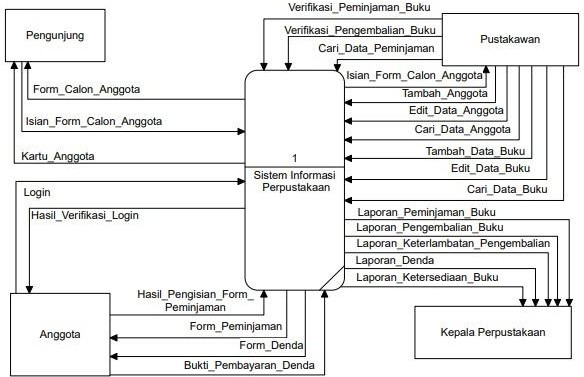 Verifikasi_Peminjaman_Buku
Pengunjung
Verifikasi_Pengembalian_Buku
Pustakawan
Cari_Data_Peminjaman
Isian_Form_Calon_Anggota
Form_Calon_Anggota
Tambah_Anggota
Edit_Data_Anggota
Isian_Form_Calon_Anggota
Cari_Data_Anggota
Kartu_Anggota
1
Tambah_Data_Buku
Sistem Informasi
Perpustakaan
Edit_Data_Buku
Login
Cari_Data_Buku
Hasil_Verifikasi_Login
Laporan_Peminjaman_Buku
Laporan_Pengembalian_Buku
Laporan_Keterlambatan_Pengembalian
Laporan_Denda
Laporan_Ketersediaan_Buku
Hasil_Pengisian_Form_
Peminjaman
Form_Peminjaman
Anggota
Kepala Perpustakaan
Form_Denda
Bukti_Pembayaran_Denda